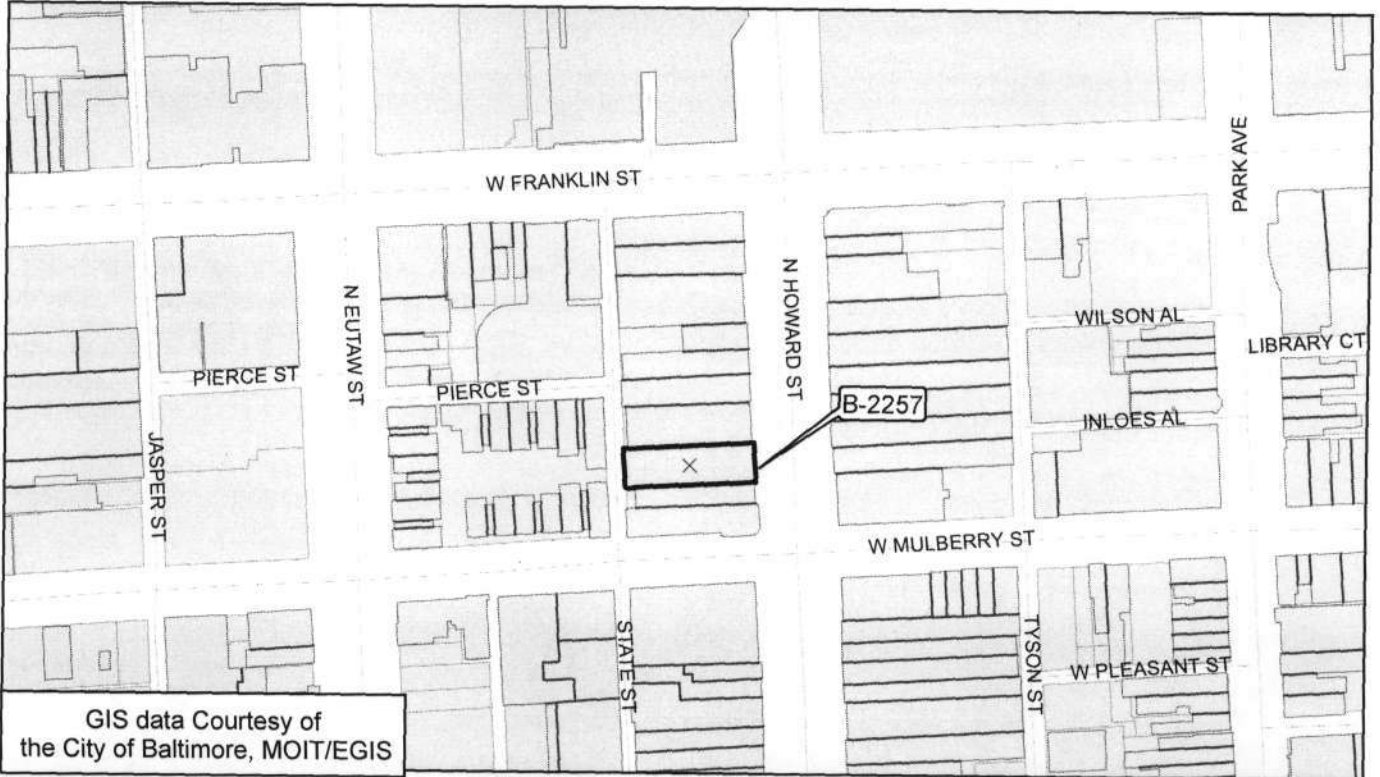 W FRANKLIN ST
PARK AVE
N EUTAW ST
N HOWARD ST
WILSON AL
LIBRARY CT
PIERCE ST
PIERCE ST
B-2257
INLOES AL
JASPER ST
W MULBERRY ST
STATE ST
TYSON ST
W PLEASANT ST
GIS data Courtesy of
the City of Baltimore, MOIT/EGIS